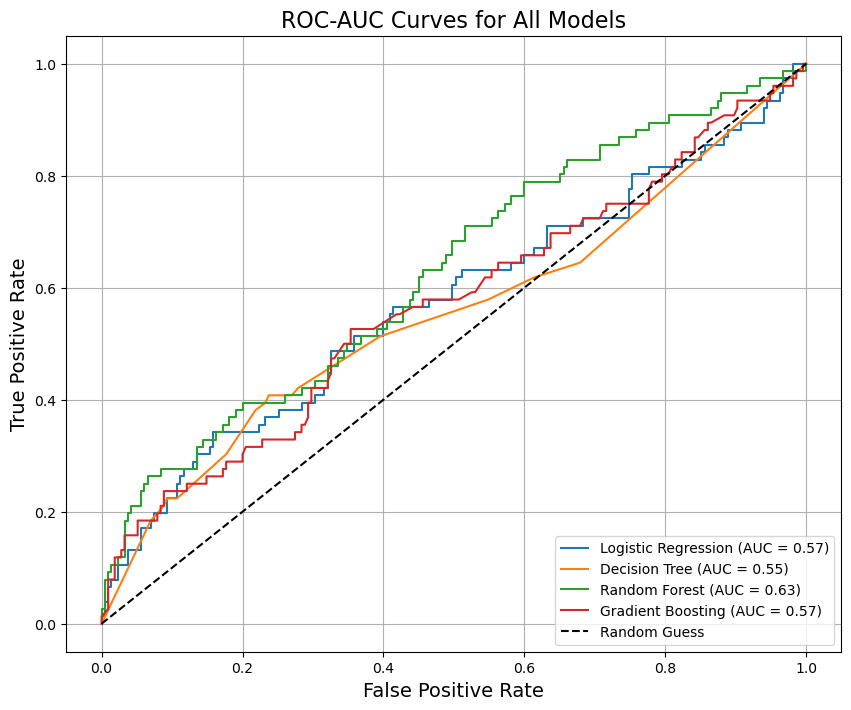 ROC-AUC Curves for All Models
True Positive Rate
1.0
0.8
0.6
0.4
0.2
0.0
0.0 0.2 0.4 0.6 0.8 1.0
False Positive Rate
Logistic Regression (AUC = 0.57)
Decision Tree (AUC = 0.55)
Random Forest (AUC = 0.63)
Gradient Boosting (AUC = 0.57)
Random Guess